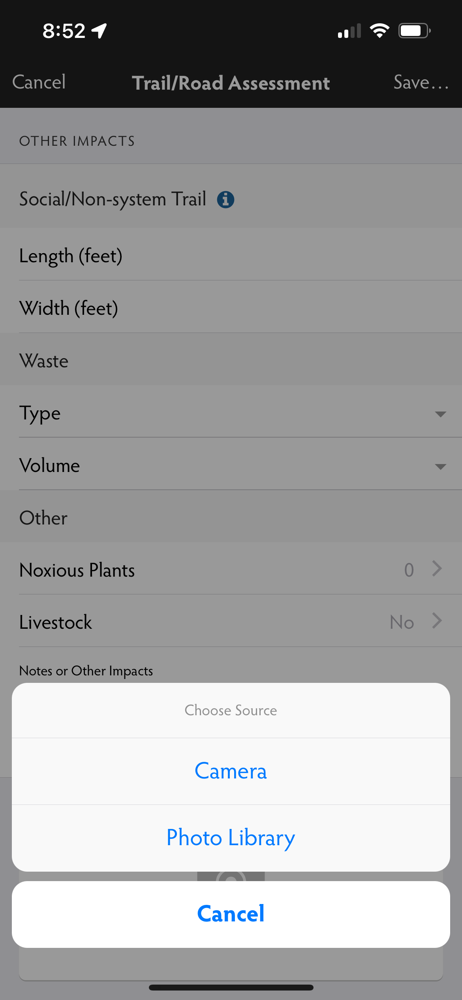 8:52
Cancel
Trail/Road Assessment
Save...
OTHER IMPACTS
Social/Non-system Trail
Length (feet)
Width (feet)
Waste
Type
Volume
Other
Noxious Plants 0
Livestock No
Notes or Other Impacts
Choose Source
Camera
Photo Library
Cancel